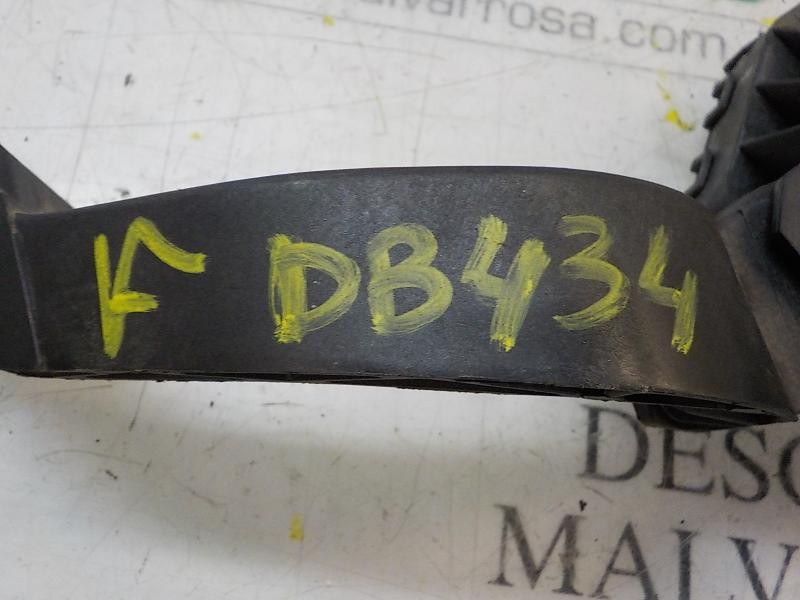 alvarrosa.com
F DB434
DESG
MALV